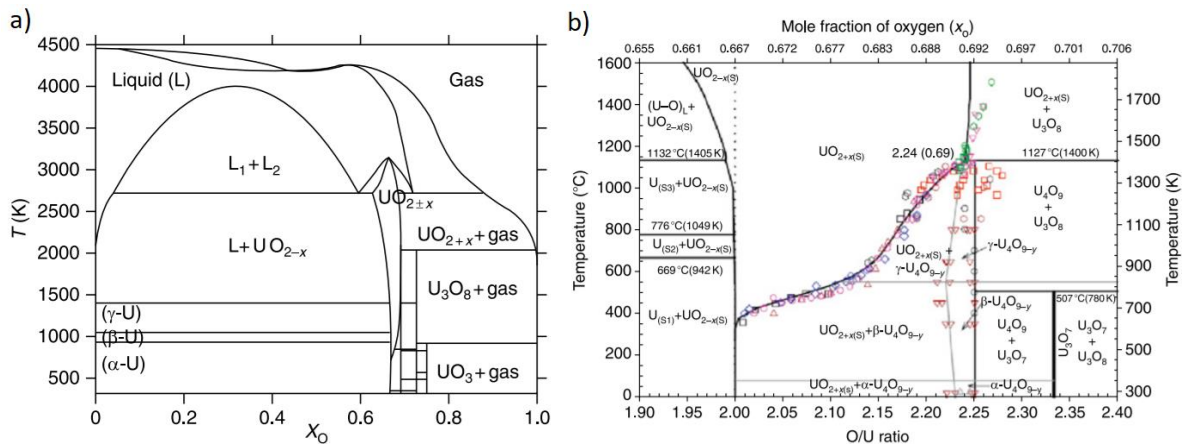 a)
4500
4000
3500
3000
2500
2000
1500
1000
500
T (K)
Liquid (L)
Gas
L₁ + L₂
UO₂±ₓ
L + U O₂₋ₓ
UO₂₊ₓ + gas
U₃O₈ + gas
(γ-U)
(β-U)
(α-U)
UO₃ + gas
0 0.2 0.4 0.6 0.8 1.0
X_O
b)
Mole fraction of oxygen (x_O)
0.655 0.661 0.667 0.672 0.677 0.683 0.689 0.692 0.697 0.701 0.706
1600
1400
1200
1000
800
600
400
200
0
Temperature (°C)
1700
1500
1300
1100
900
700
500
300
Temperature (K)
UO₂₋ₓ(S)
(U–O)L +
UO₂₋ₓ(S)
1132 °C (1405 K)
U(S3)+UO₂₋ₓ(S)
776 °C (1049 K)
U(S2)+UO₂₋ₓ(S)
669 °C (942 K)
U(S1)+UO₂₋ₓ(S)
UO₂₊ₓ(S)
2.24 (0.69)
UO₂₊ₓ(S)
+
U₃O₈
1127 °C (1400 K)
U₄O₉
+
U₃O₈
UO₂₊ₓ(S) +
γ-U₄O₉₋y
γ-U₄O₉₋y
UO₂₊ₓ(S)+β-U₄O₉₋y
β-U₄O₉₋y
U₄O₉
+
U₃O₇
507 °C (780 K)
U₃O₇
U₃O₇
+
U₃O₈
UO₂₊ₓ(s)+α-U₄O₉₋y
α-U₄O₉₋y
1.90 1.95 2.00 2.05 2.10 2.15 2.20 2.25 2.30 2.35 2.40
O/U ratio